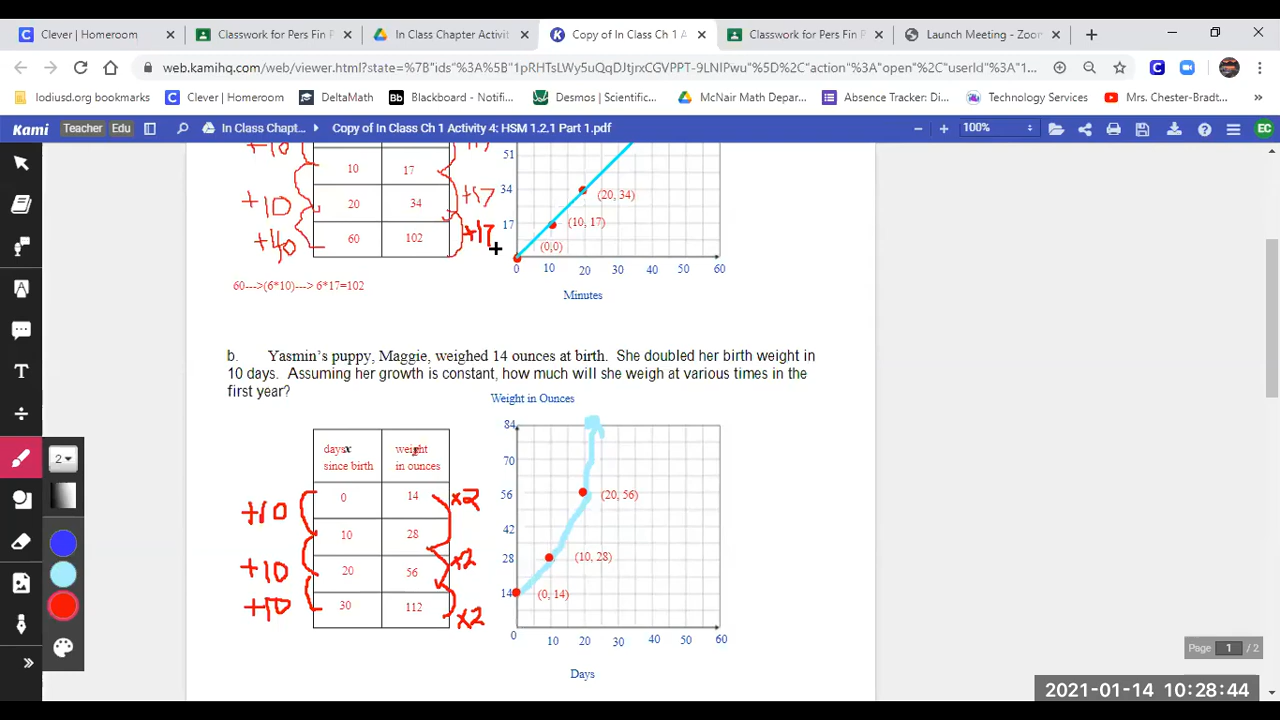 Clever | Homeroom
Classwork for Pers Fin P
In Class Chapter Activit
Copy of In Class Ch 1 A
Classwork for Pers Fin P
Launch Meeting - Zoom
web.kamihq.com/web/viewer.html?state=%7B"ids"%3A%5B"1pRHTsLWy5uQqDJtjrxCGVPPT-9LNIPwu"%5D%2C"action"%3A"open"%2C"userId"%3A"1...
lodiusd.org bookmarks
Clever | Homeroom
DeltaMath
Bb Blackboard - Notifi...
Desmos | Scientific...
McNair Math Depar...
Absence Tracker: Di...
Technology Services
Mrs. Chester-Bradt...
Kami Teacher Edu
In Class Chapt...
Copy of In Class Ch 1 Activity 4: HSM 1.2.1 Part 1.pdf
100%
EC
+10
10 17
+10 20 34 +17
+40 60 102 +17
51
34
17
(20, 34)
(10, 17)
(0,0)
0 10 20 30 40 50 60
60--->(6*10)---> 6*17=102
Minutes
b. Yasmin's puppy, Maggie, weighed 14 ounces at birth. She doubled her birth weight in
10 days. Assuming her growth is constant, how much will she weigh at various times in the
first year?
Weight in Ounces
days x weight
since birth in ounces
0 14 x2
+10
10 28
x2
+10 20 56
+10 30 112 x2
84
70
56
42
28
14
(20, 56)
(10, 28)
(0, 14)
0 10 20 30 40 50 60
Days
2
Page 1 / 2
2021-01-14 10:28:44